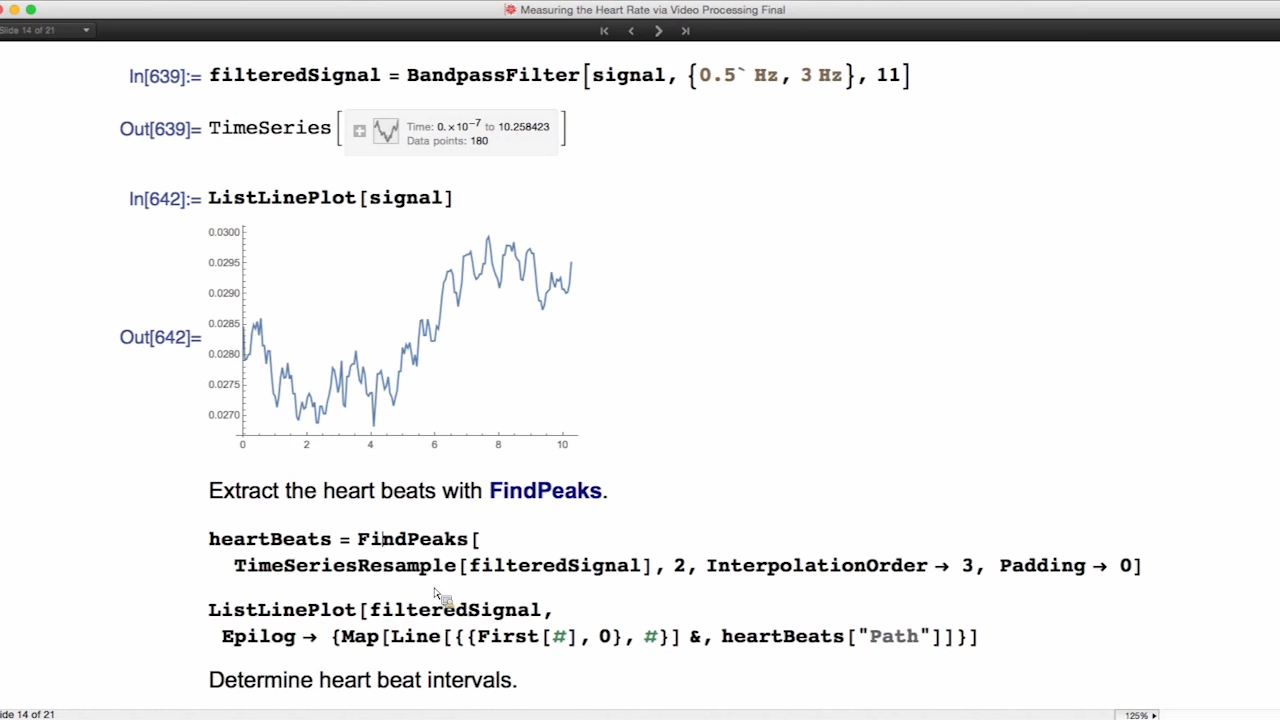 Measuring the Heart Rate via Video Processing Final
Slide 14 of 21
In[639]:= filteredSignal = BandpassFilter[signal, {0.5` Hz, 3 Hz}, 11]
Out[639]= TimeSeries[
Time: 0.×10^-7 to 10.258423
Data points: 180
]
In[642]:= ListLinePlot[signal]
0.0300
0.0295
0.0290
0.0285
Out[642]=
0.0280
0.0275
0.0270
0 2 4 6 8 10
Extract the heart beats with FindPeaks.
heartBeats = FindPeaks[
TimeSeriesResample[filteredSignal], 2, InterpolationOrder → 3, Padding → 0]
ListLinePlot[filteredSignal,
Epilog → {Map[Line[{{First[#], 0}, #}] &, heartBeats["Path"]]}]
Determine heart beat intervals.
ide 14 of 21
125%